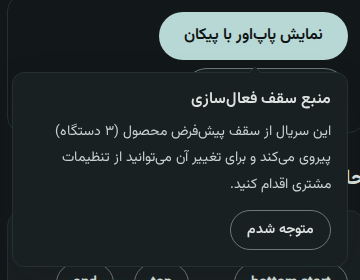 نمایش پاپ‌اور با پیکان
منبع سقف فعال‌سازی
این سریال از سقف پیش‌فرض محصول (۳ دستگاه)
پیروی می‌کند و برای تغییر آن می‌توانید از تنظیمات
مشتری اقدام کنید.
متوجه شدم